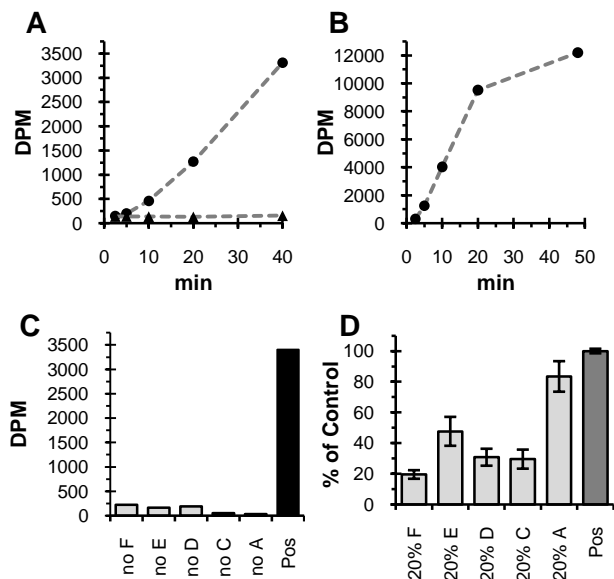 A
3500
3000
2500
2000
1500
1000
500
0
DPM
0 10 20 30 40
min
B
12000
10000
8000
6000
4000
2000
0
DPM
0 10 20 30 40 50
min
C
3500
3000
2500
2000
1500
1000
500
0
DPM
no F
no E
no D
no C
no A
Pos
D
100
80
60
40
20
0
% of Control
20% F
20% E
20% D
20% C
20% A
Pos